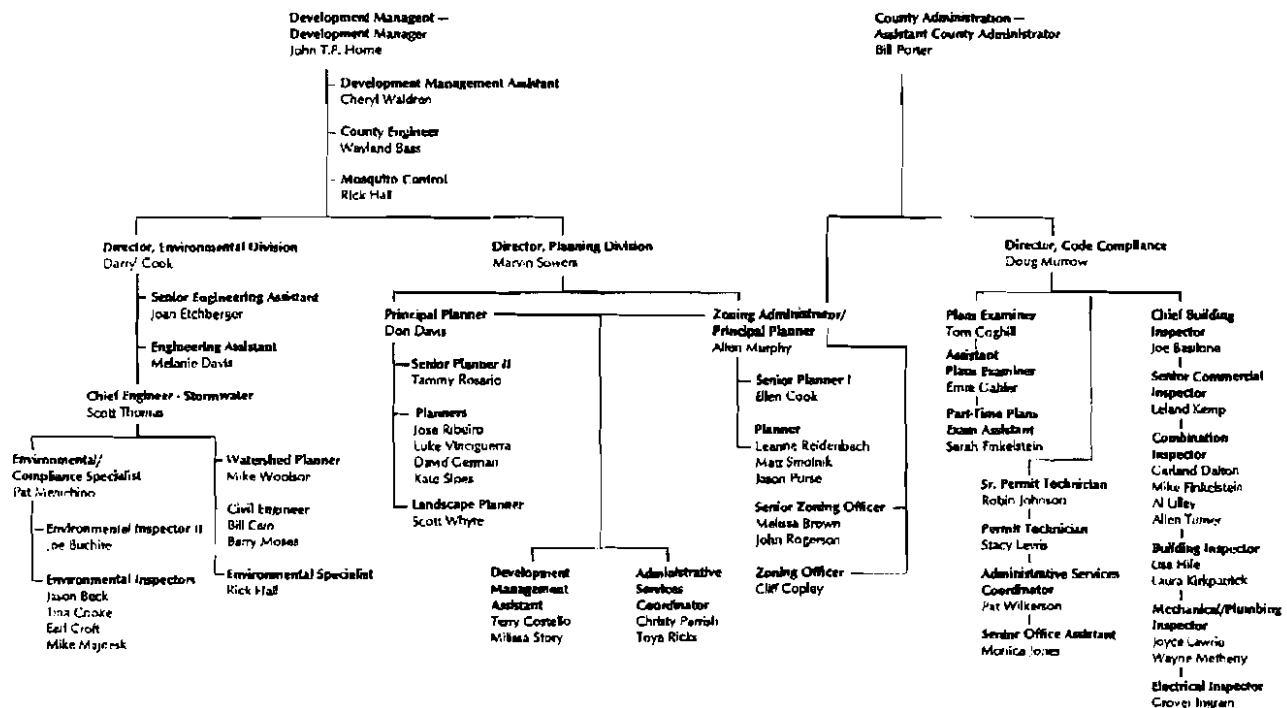 Development Managent —
Development Manager
John T.P. Horne
County Administration —
Assistant County Administrator
Bill Porter
Development Management Assistant
Cheryl Waldren
County Engineer
Wayland Bass
Mosquito Control
Rick Hall
Director, Environmental Division
Darryl Cook
Director, Planning Division
Marvin Sowers
Director, Code Compliance
Doug Murrow
Senior Engineering Assistant
Joan Etchberger
Engineering Assistant
Melanie Davis
Chief Engineer - Stormwater
Scott Thomas
Environmental/
Compliance Specialist
Pat Menichino
Environmental Inspector II
Joe Buchite
Environmental Inspectors
Jason Beck
Tina Cooke
Earl Croft
Mike
Watershed Planner
Mike Woolson
Civil Engineer
Bill Cain
Barry Moses
Environmental Specialist
Rick Hall
Principal Planner
Don Davis
Senior Planner II
Tammy Rosario
Planners
Jose Ribeiro
Luke Vinciguerra
David German
Kate Sipes
Landscape Planner
Scott Whyte
Development
Management
Assistant
Terry Costello
Milissa Story
Administrative
Services
Coordinator
Christy Parrish
Toya Ricks
Zoning Administrator/
Principal Planner
Allen Murphy
Senior Planner I
Ellen Cook
Planner
Leanne Reidenbach
Matt Smolnik
Jason Purse
Senior Zoning Officer
Melissa Brown
John Rogerson
Zoning Officer
Cliff Copley
Plans Examiner
Tom Coghill
Assistant
Plans Examiner
Part-Time Plans
Exam Assistant
Sarah Finkelstein
Sr. Permit Technician
Robin Johnson
Permit Technician
Stacy Lewis
Administrative Services
Coordinator
Pat Wilkerson
Senior Office Assistant
Monica Jones
Chief Building
Inspector
Joe Basilone
Senior Commercial
Inspector
Leland Kemp
Combination
Inspector
Garland Dalton
Mike Finkelstein
Al Lilley
Allen Turner
Building Inspector
Lisa Hile
Laura Kirkpatrick
Mechanical/Plumbing
Inspector
Joyce Lawrie
Wayne Metheny
Electrical Inspector
Grover Ingram